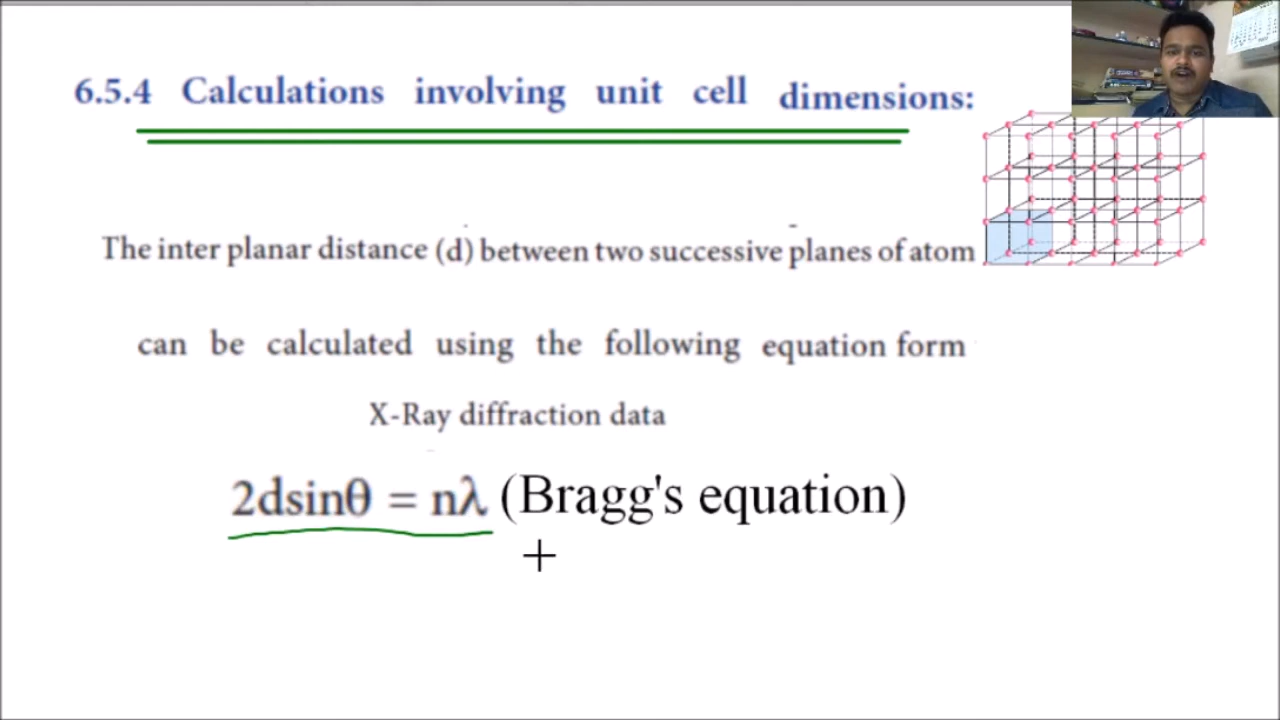 6.5.4 Calculations involving unit cell dimensions:
The inter planar distance (d) between two successive planes of atom
can be calculated using the following equation form
X-Ray diffraction data
2dsinθ = nλ (Bragg's equation)